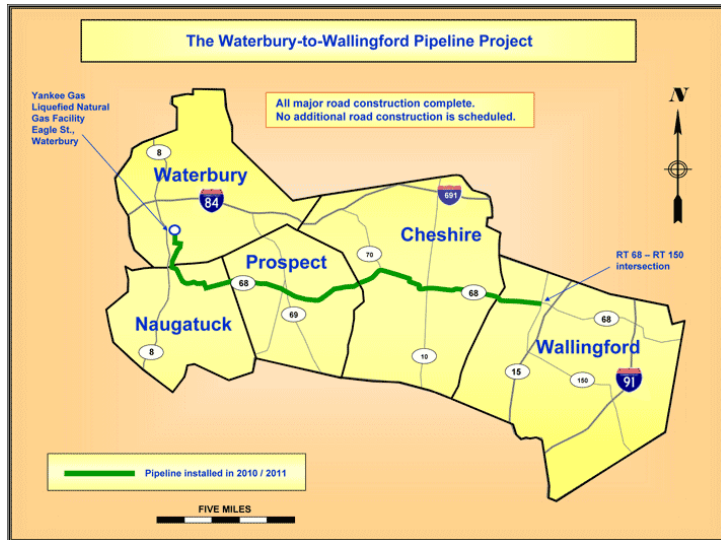 The Waterbury-to-Wallingford Pipeline Project
Yankee Gas
Liquefied Natural
Gas Facility
Eagle St.,
Waterbury
All major road construction complete.
No additional road construction is scheduled.
N
8
Waterbury
84
691
Cheshire
70
RT 68 – RT 150
intersection
Prospect
68
68
68
69
Naugatuck
Wallingford
8
10
15
150
91
Pipeline installed in 2010 / 2011
FIVE MILES